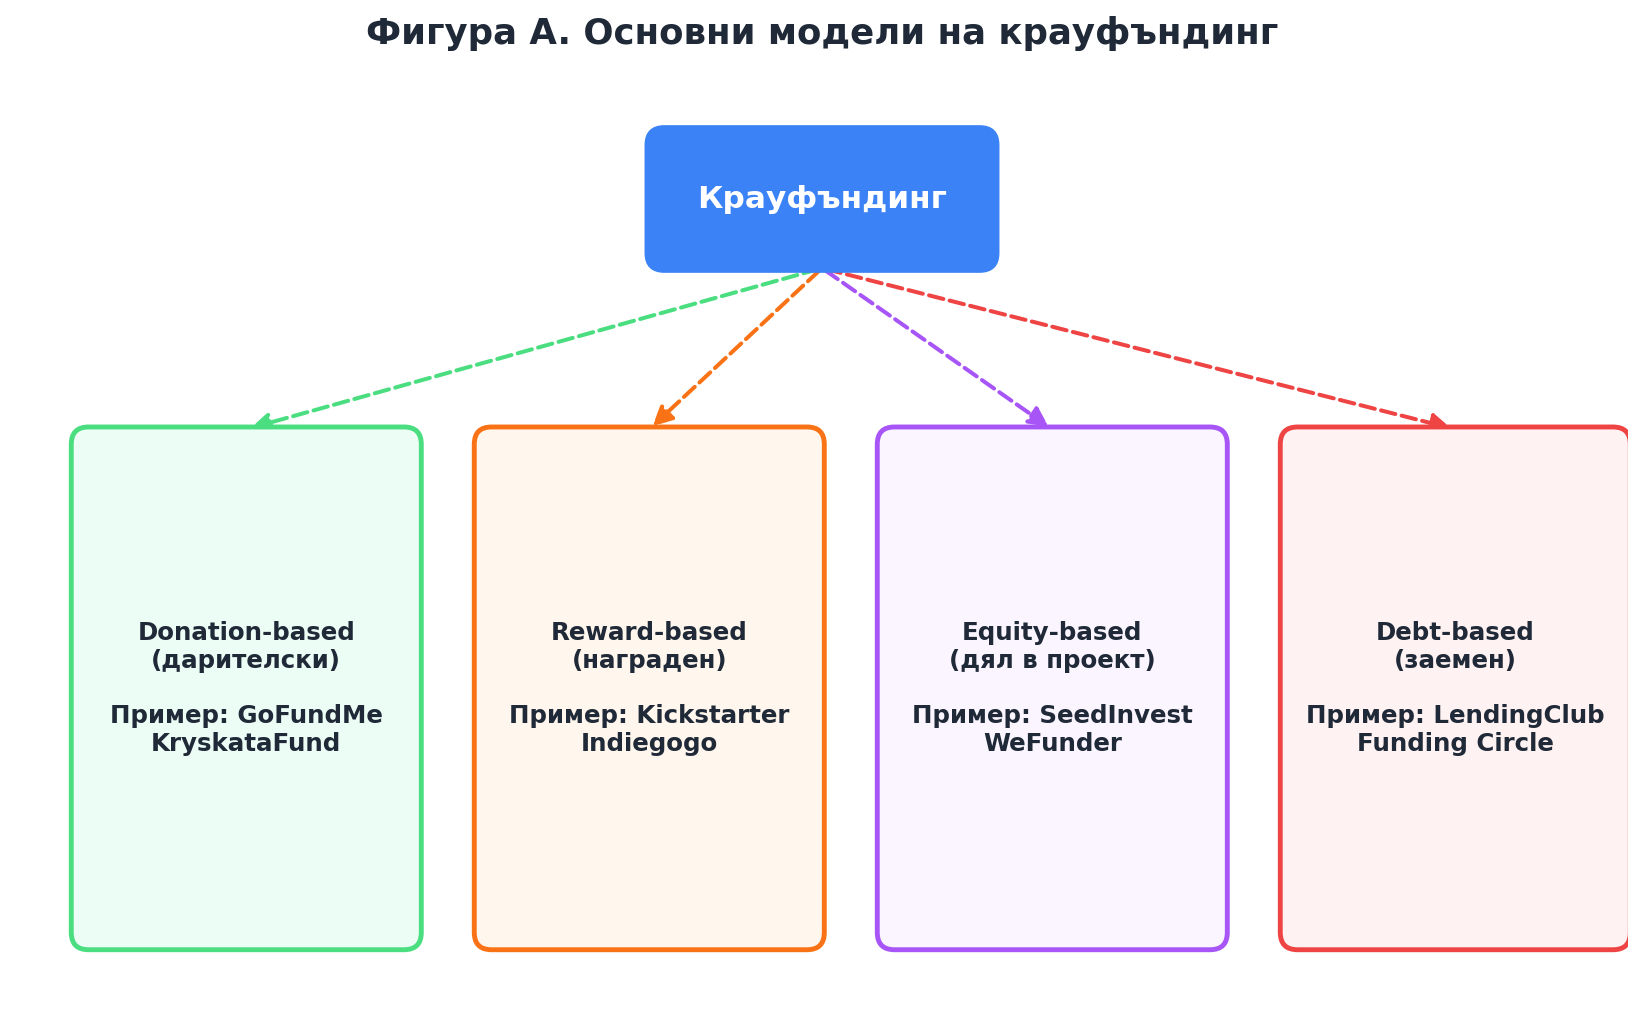 Фигура А. Основни модели на крауфъндинг
Крауфъндинг
Donation-based
(дарителски)
Пример: GoFundMe
KryskataFund
Reward-based
(награден)
Пример: Kickstarter
Indiegogo
Equity-based
(дял в проект)
Пример: SeedInvest
WeFunder
Debt-based
(заемен)
Пример: LendingClub
Funding Circle